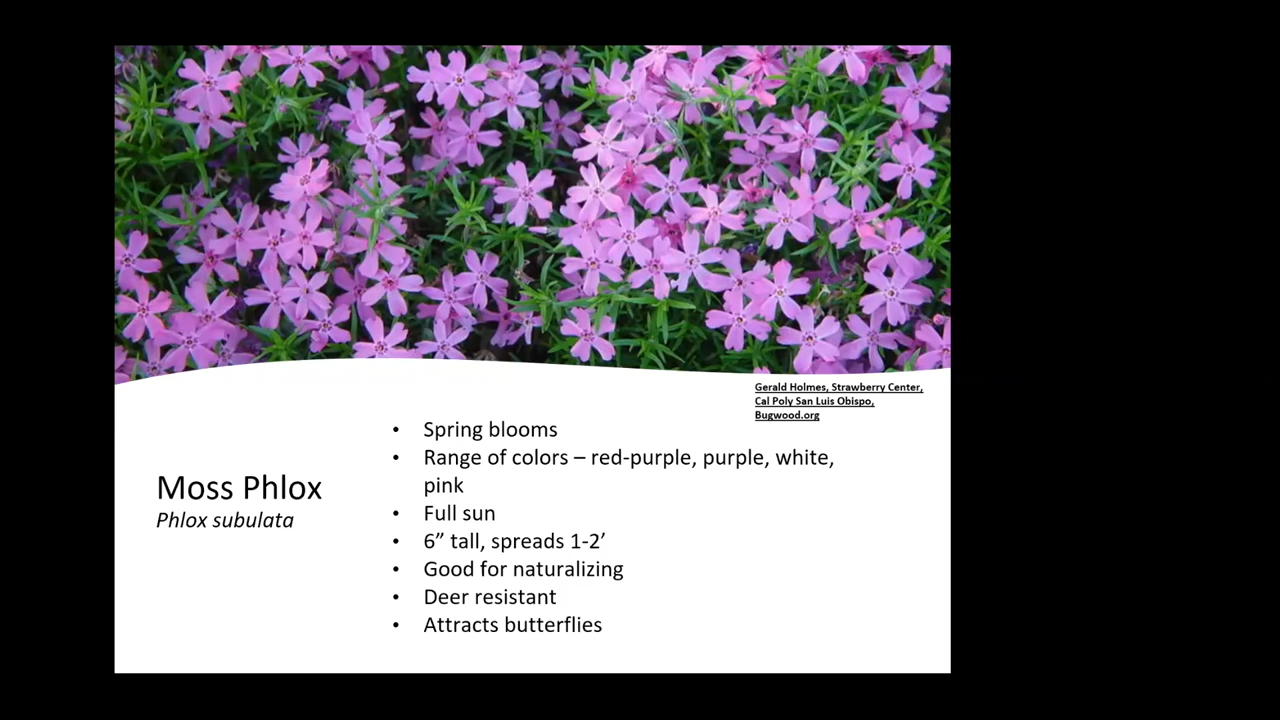 Gerald Holmes, Strawberry Center,
Cal Poly San Luis Obispo,
Bugwood.org
Moss Phlox
Phlox subulata
• Spring blooms
• Range of colors – red-purple, purple, white,
pink
• Full sun
• 6” tall, spreads 1-2’
• Good for naturalizing
• Deer resistant
• Attracts butterflies